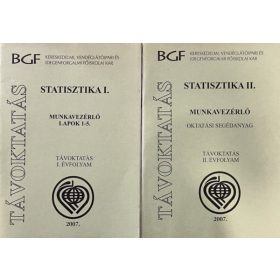 BGF
KERESKEDELMI, VENDÉGLÁTÓIPARI ÉS
IDEGENFORGALMI FŐISKOLAI KAR
TÁVOKTATÁS
STATISZTIKA I.
MUNKAVEZÉRLŐ
LAPOK 1-5.
TÁVOKTATÁS
I. ÉVFOLYAM
2007.
BGF
KERESKEDELMI, VENDÉGLÁTÓIPARI ÉS
IDEGENFORGALMI FŐISKOLAI KAR
TÁVOKTATÁS
STATISZTIKA II.
MUNKAVEZÉRLŐ
OKTATÁSI SEGÉDANYAG
TÁVOKTATÁS
II. ÉVFOLYAM
2007.